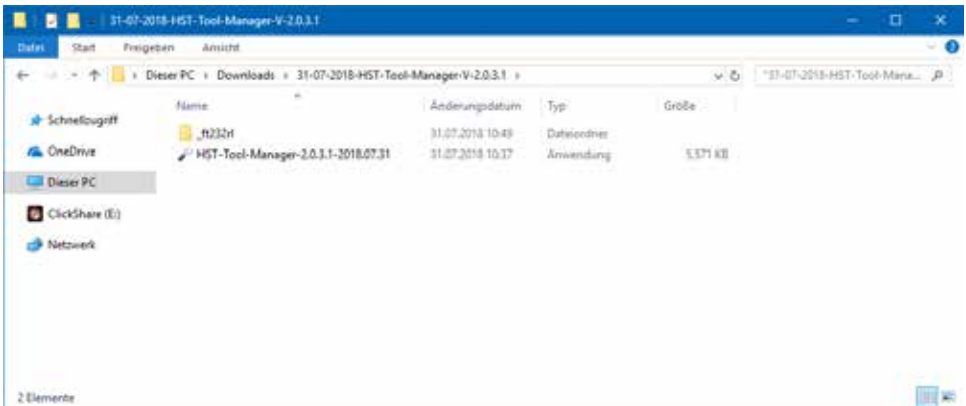 31-07-2018-HST-Tool-Manager-V-2.0.3.1
Datei Start Freigeben Ansicht
Dieser PC › Downloads › 31-07-2018-HST-Tool-Manager-V-2.0.3.1 › "31-07-2018-HST-Tool-Mana...
Name Änderungsdatum Typ Größe
Schnellzugriff
_ft232rl 31.07.2018 10:49 Dateiordner
OneDrive
HST-Tool-Manager-2.0.3.1-2018.07.31 31.07.2018 10:37 Anwendung 5.571 KB
Dieser PC
ClickShare (E:)
Netzwerk
2 Elemente